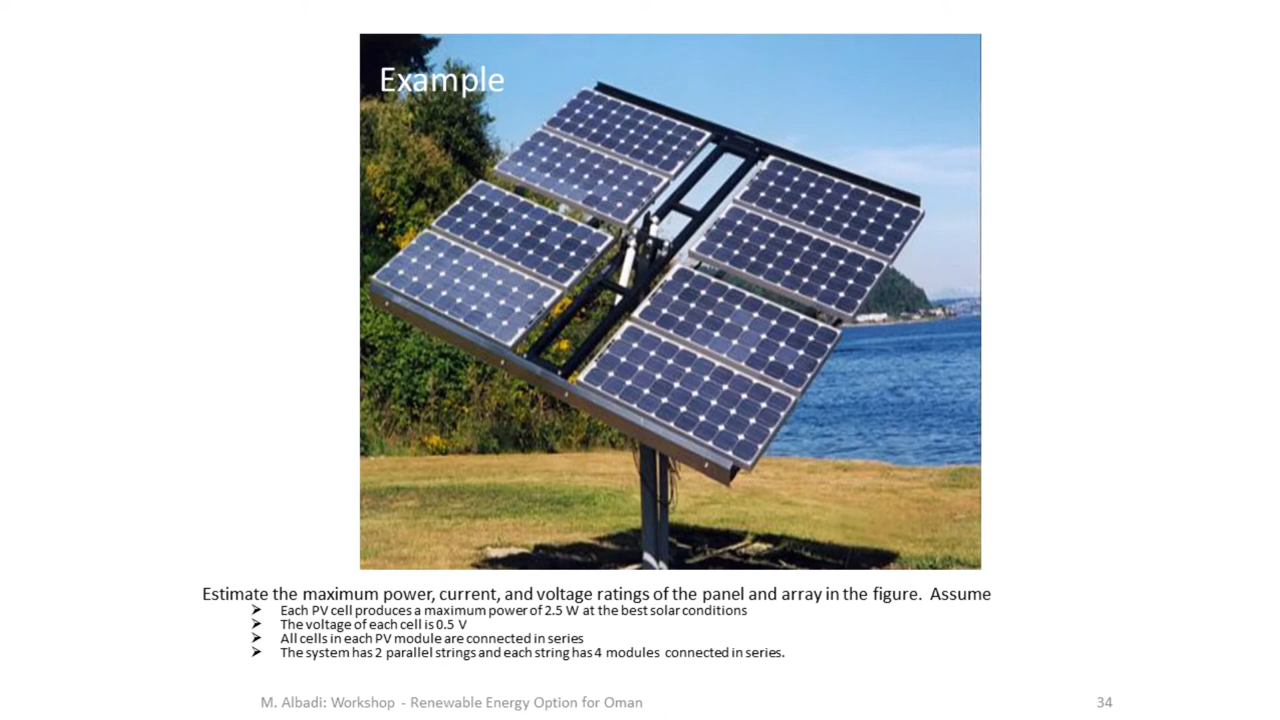 Example
Estimate the maximum power, current, and voltage ratings of the panel and array in the figure. Assume
➢ Each PV cell produces a maximum power of 2.5 W at the best solar conditions
➢ The voltage of each cell is 0.5 V
➢ All cells in each PV module are connected in series
➢ The system has 2 parallel strings and each string has 4 modules connected in series.
M. Albadi: Workshop - Renewable Energy Option for Oman
34